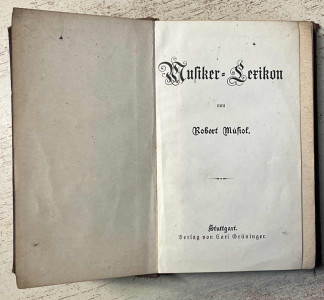 Musiker-Lexikon
von
Robert Musiol.
Stuttgart.
Verlag von Carl Grüninger.